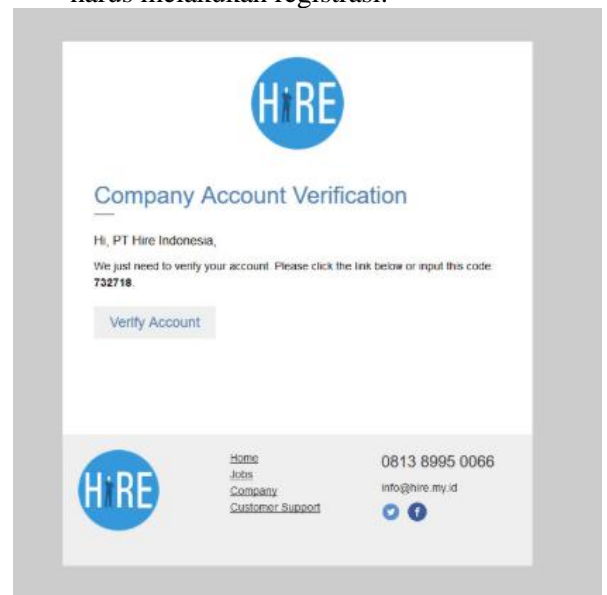 harus melakukan registrasi.
HiRE
Company Account Verification
Hi, PT Hire Indonesia,
We just need to verify your account. Please click the link below or input this code:
732718.
Verify Account
HiRE
Home
Jobs
Company
Customer Support
0813 8995 0066
info@hire.my.id